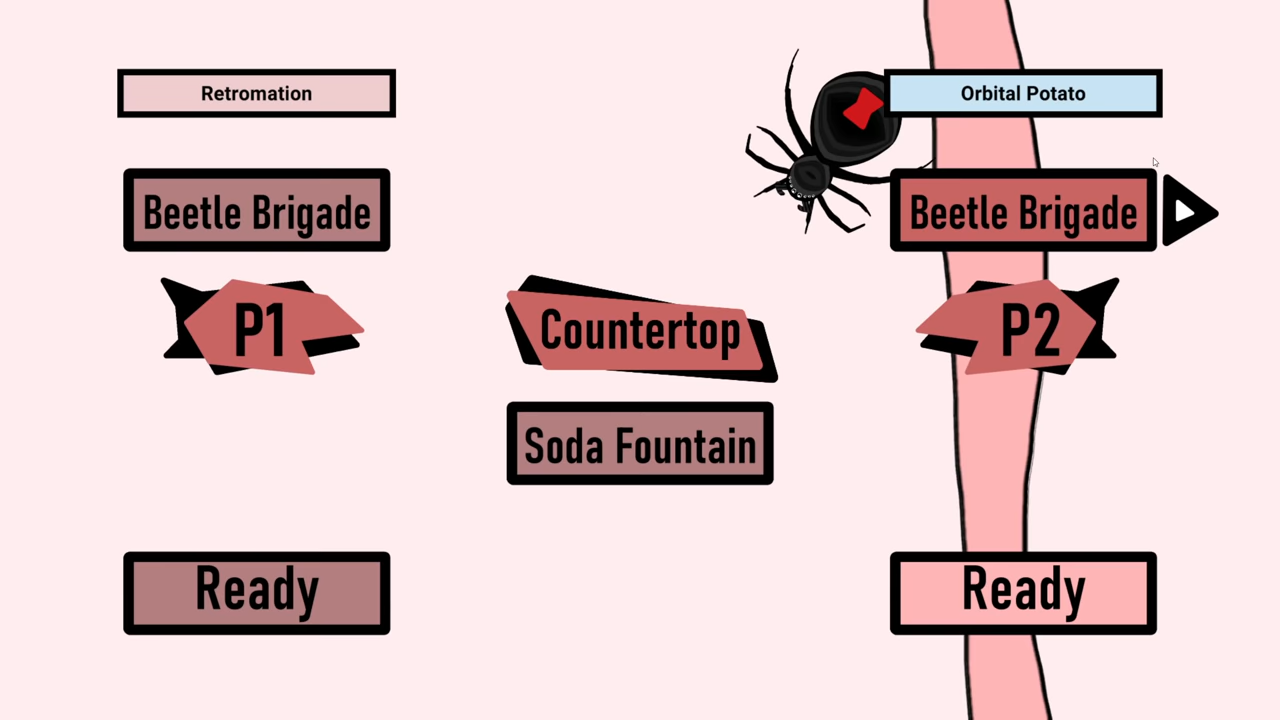 Retromation
Orbital Potato
Beetle Brigade
Beetle Brigade
P1
Countertop
P2
Soda Fountain
Ready
Ready